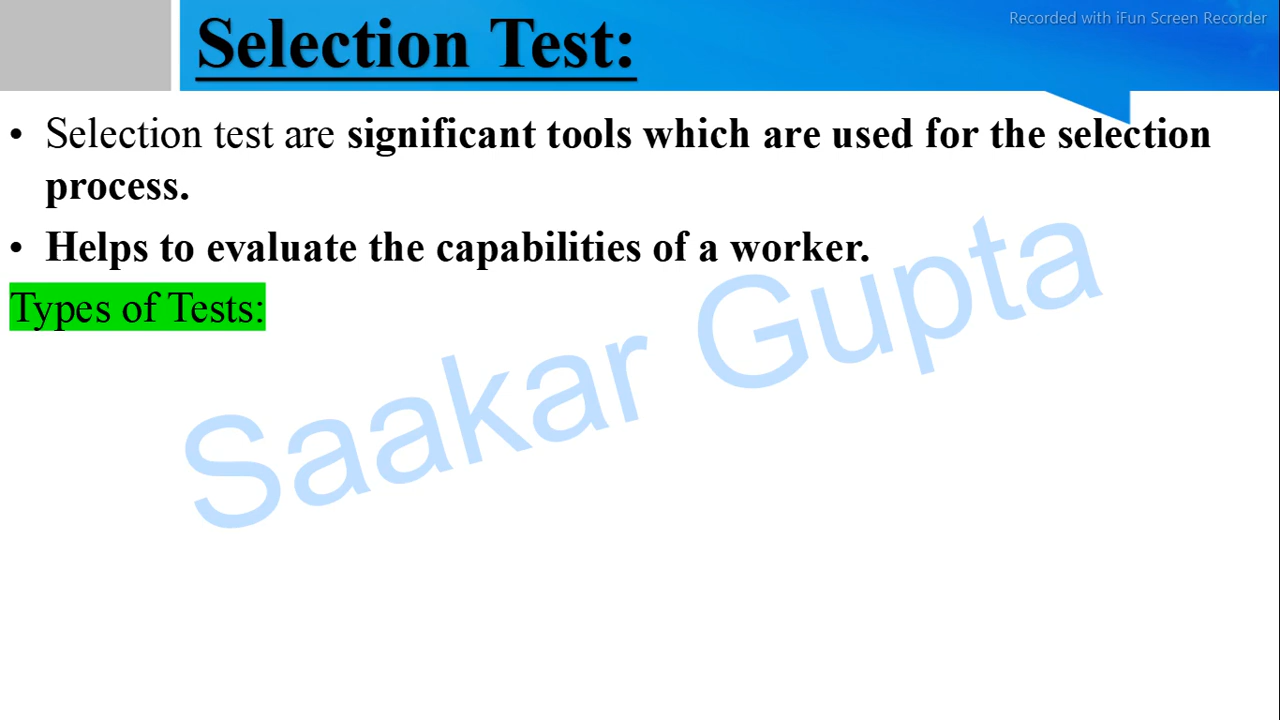 Recorded with iFun Screen Recorder
Selection Test:
• Selection test are significant tools which are used for the selection
process.
• Helps to evaluate the capabilities of a worker.
Types of Tests:
Saakar Gupta